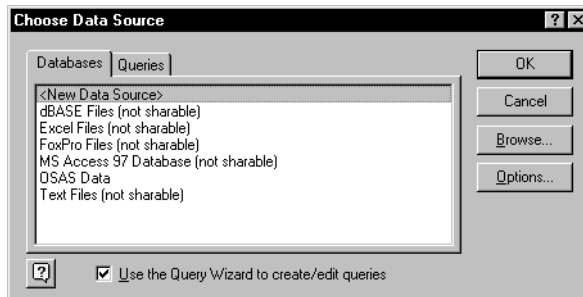 Choose Data Source
Databases Queries
<New Data Source>
dBASE Files (not sharable)
Excel Files (not sharable)
FoxPro Files (not sharable)
MS Access 97 Database (not sharable)
OSAS Data
Text Files (not sharable)
OK
Cancel
Browse...
Options...
Use the Query Wizard to create/edit queries